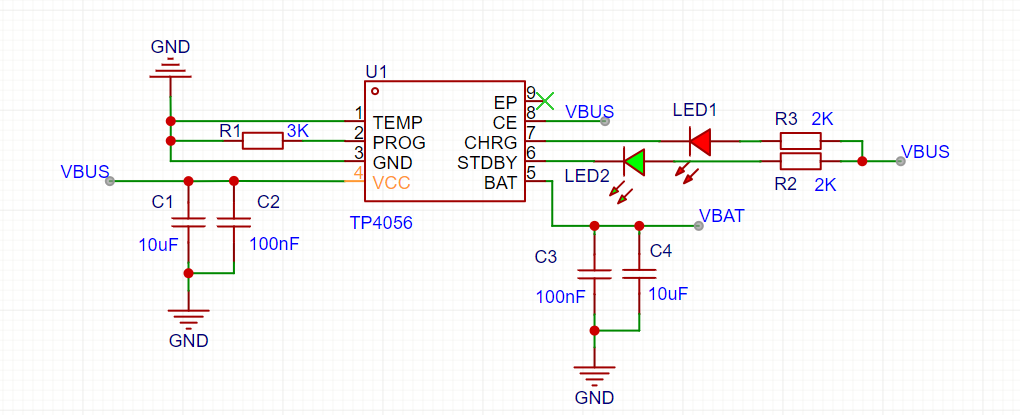 GND
U1
1 TEMP
2 PROG
3 GND
4 VCC
EP 9
CE 8
CHRG 7
STDBY 6
BAT 5
TP4056
R1 3K
VBUS
C1
10uF
C2
100nF
GND
VBUS
LED1
LED2
R3 2K
R2 2K
VBUS
VBAT
C3
100nF
C4
10uF
GND